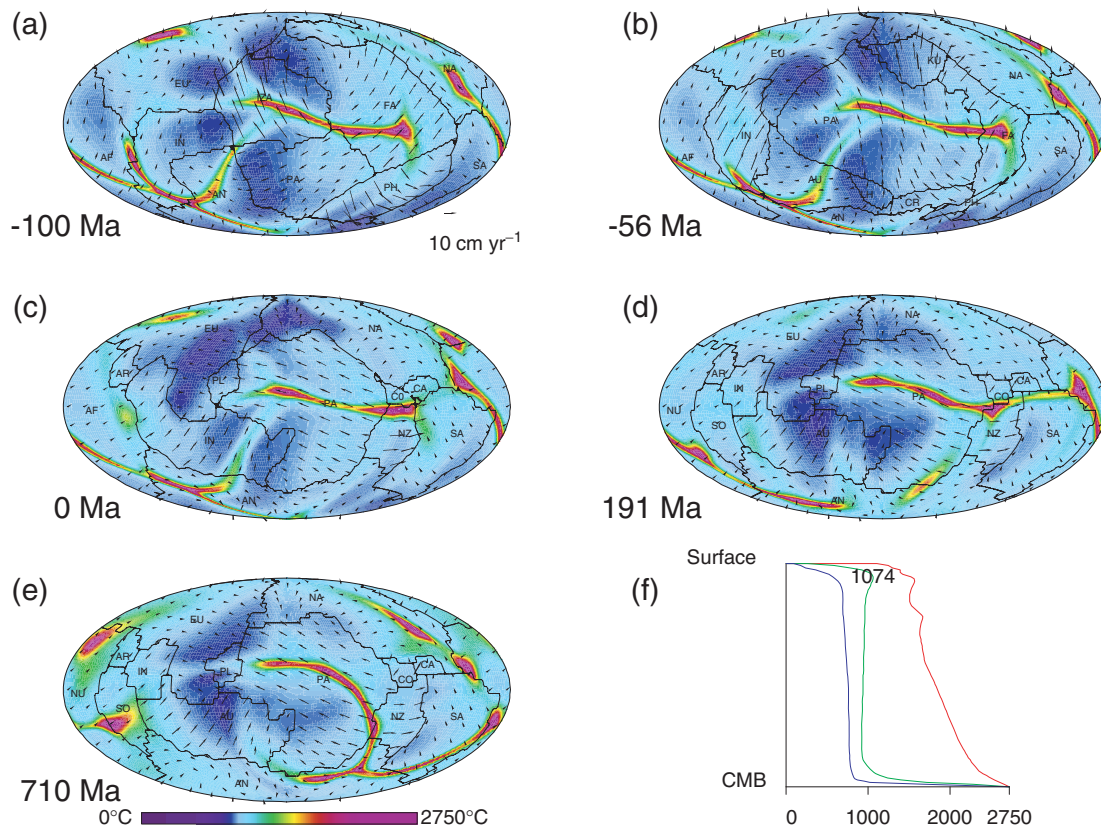 (a)
EU
PA
NA
FA
IN
AF
SA
AN
PA
PH
-100 Ma
10 cm yr⁻¹
(b)
EU
KU
NA
PA
FA
IN
SA
AF
AU
CR
PH
AN
-56 Ma
(c)
EU
NA
AR
PL
CA
CO
PA
AF
IN
NZ
SA
AN
0 Ma
(d)
NA
EU
AR
IN
PL
CA
CO
PA
NU
SO
AU
NZ
SA
AN
191 Ma
(e)
NA
EU
AR
IN
PL
CA
PA
CO
NU
SO
AU
NZ
SA
AN
710 Ma
0°C
2750°C
(f)
Surface
1074
CMB
0 1000 2000 2750